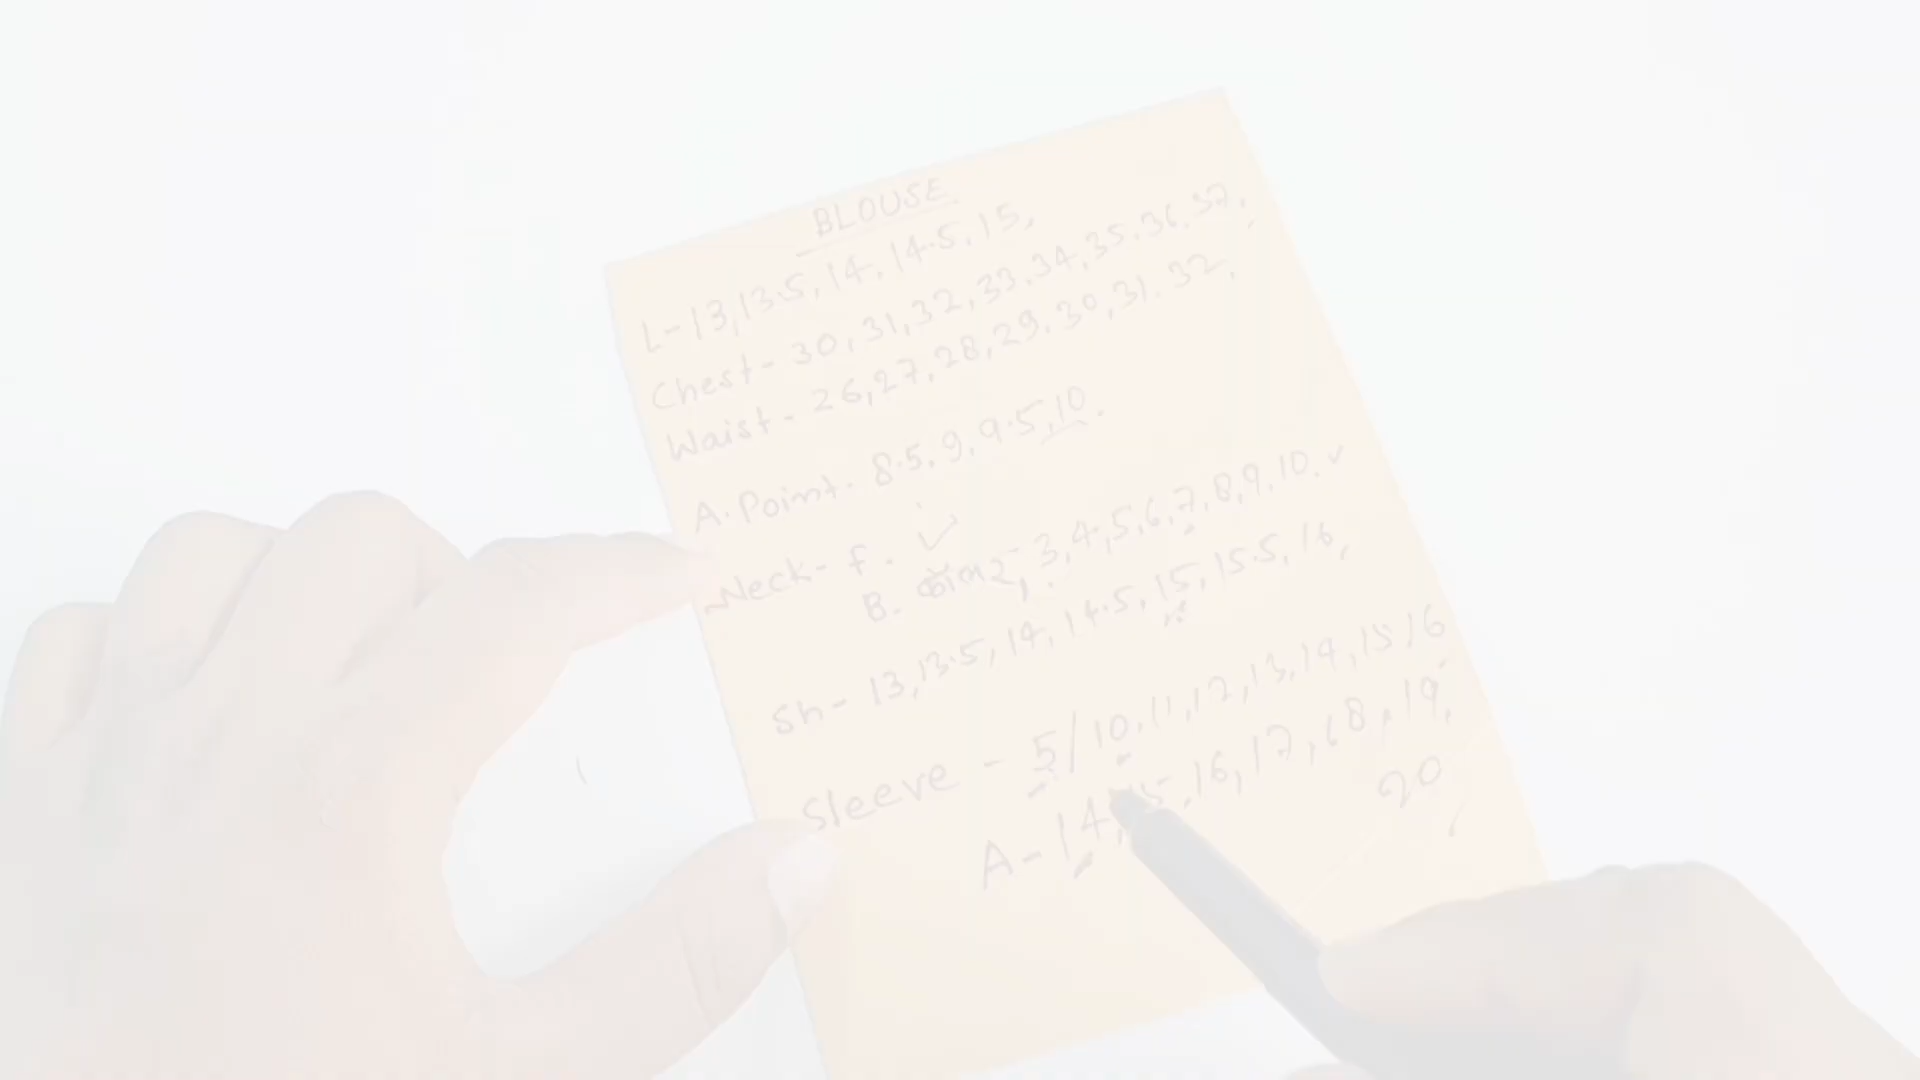 BLOUSE
L-13,13.5, 14, 14.5, 15,
Chest- 30, 31, 32, 33, 34, 35. 36. 37.
Waist - 26, 27, 28, 29. 30, 31. 32,
A. Point. 8.5, 9, 9.5, 10.
Neck- f. ✓
B. 2, 3, 4, 5, 6, 7, 8, 9. 10. ✓
Sh- 13, 13.5, 14, 14.5, 15, 15.5, 16,
Sleeve - 5/10, 11, 12, 13, 14, 15 16
A-14, 15, 16, 17, 18, 19,
20